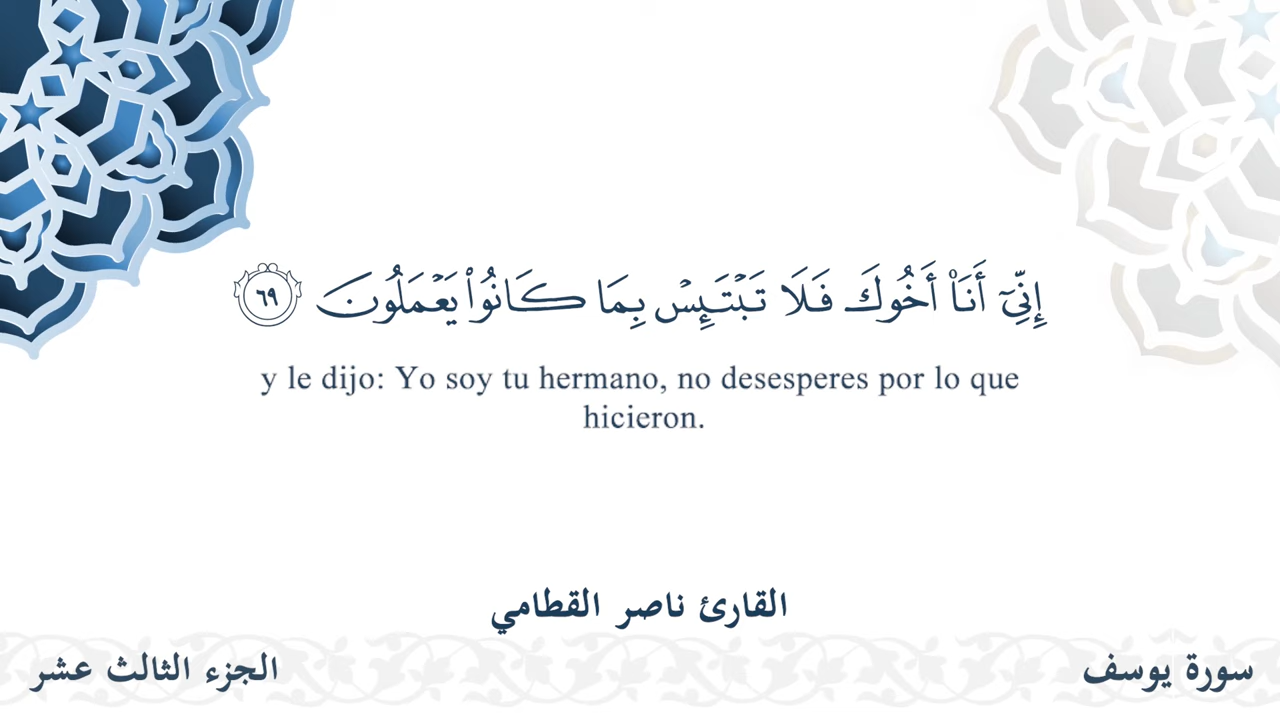 إِنِّيٓ أَنَا۠ أَخُوكَ فَلَا تَبۡتَئِسۡ بِمَا كَانُواْ يَعۡمَلُونَ ٦٩
y le dijo: Yo soy tu hermano, no desesperes por lo que
hicieron.
القارئ ناصر القطامي
سورة يوسف
الجزء الثالث عشر